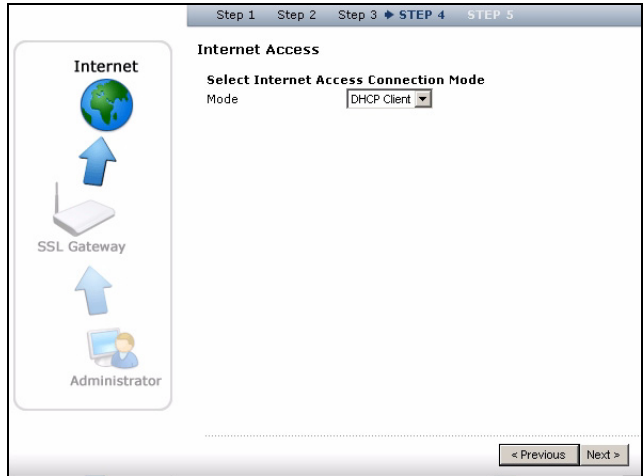 Step 1 Step 2 Step 3 STEP 4 STEP 5
Internet Access
Select Internet Access Connection Mode
Mode DHCP Client
Internet
SSL Gateway
Administrator
« Previous Next »